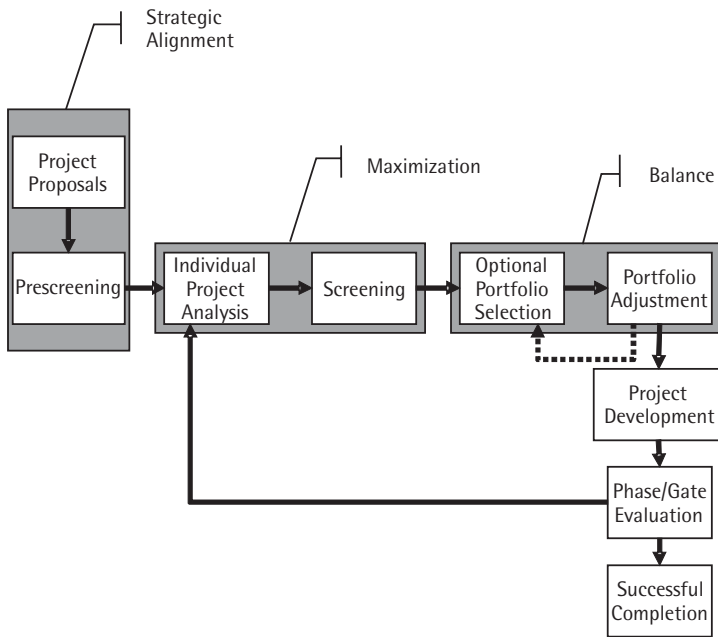 Strategic
Alignment
Project
Proposals
Prescreening
Maximization
Individual
Project
Analysis
Screening
Balance
Optional
Portfolio
Selection
Portfolio
Adjustment
Project
Development
Phase/Gate
Evaluation
Successful
Completion